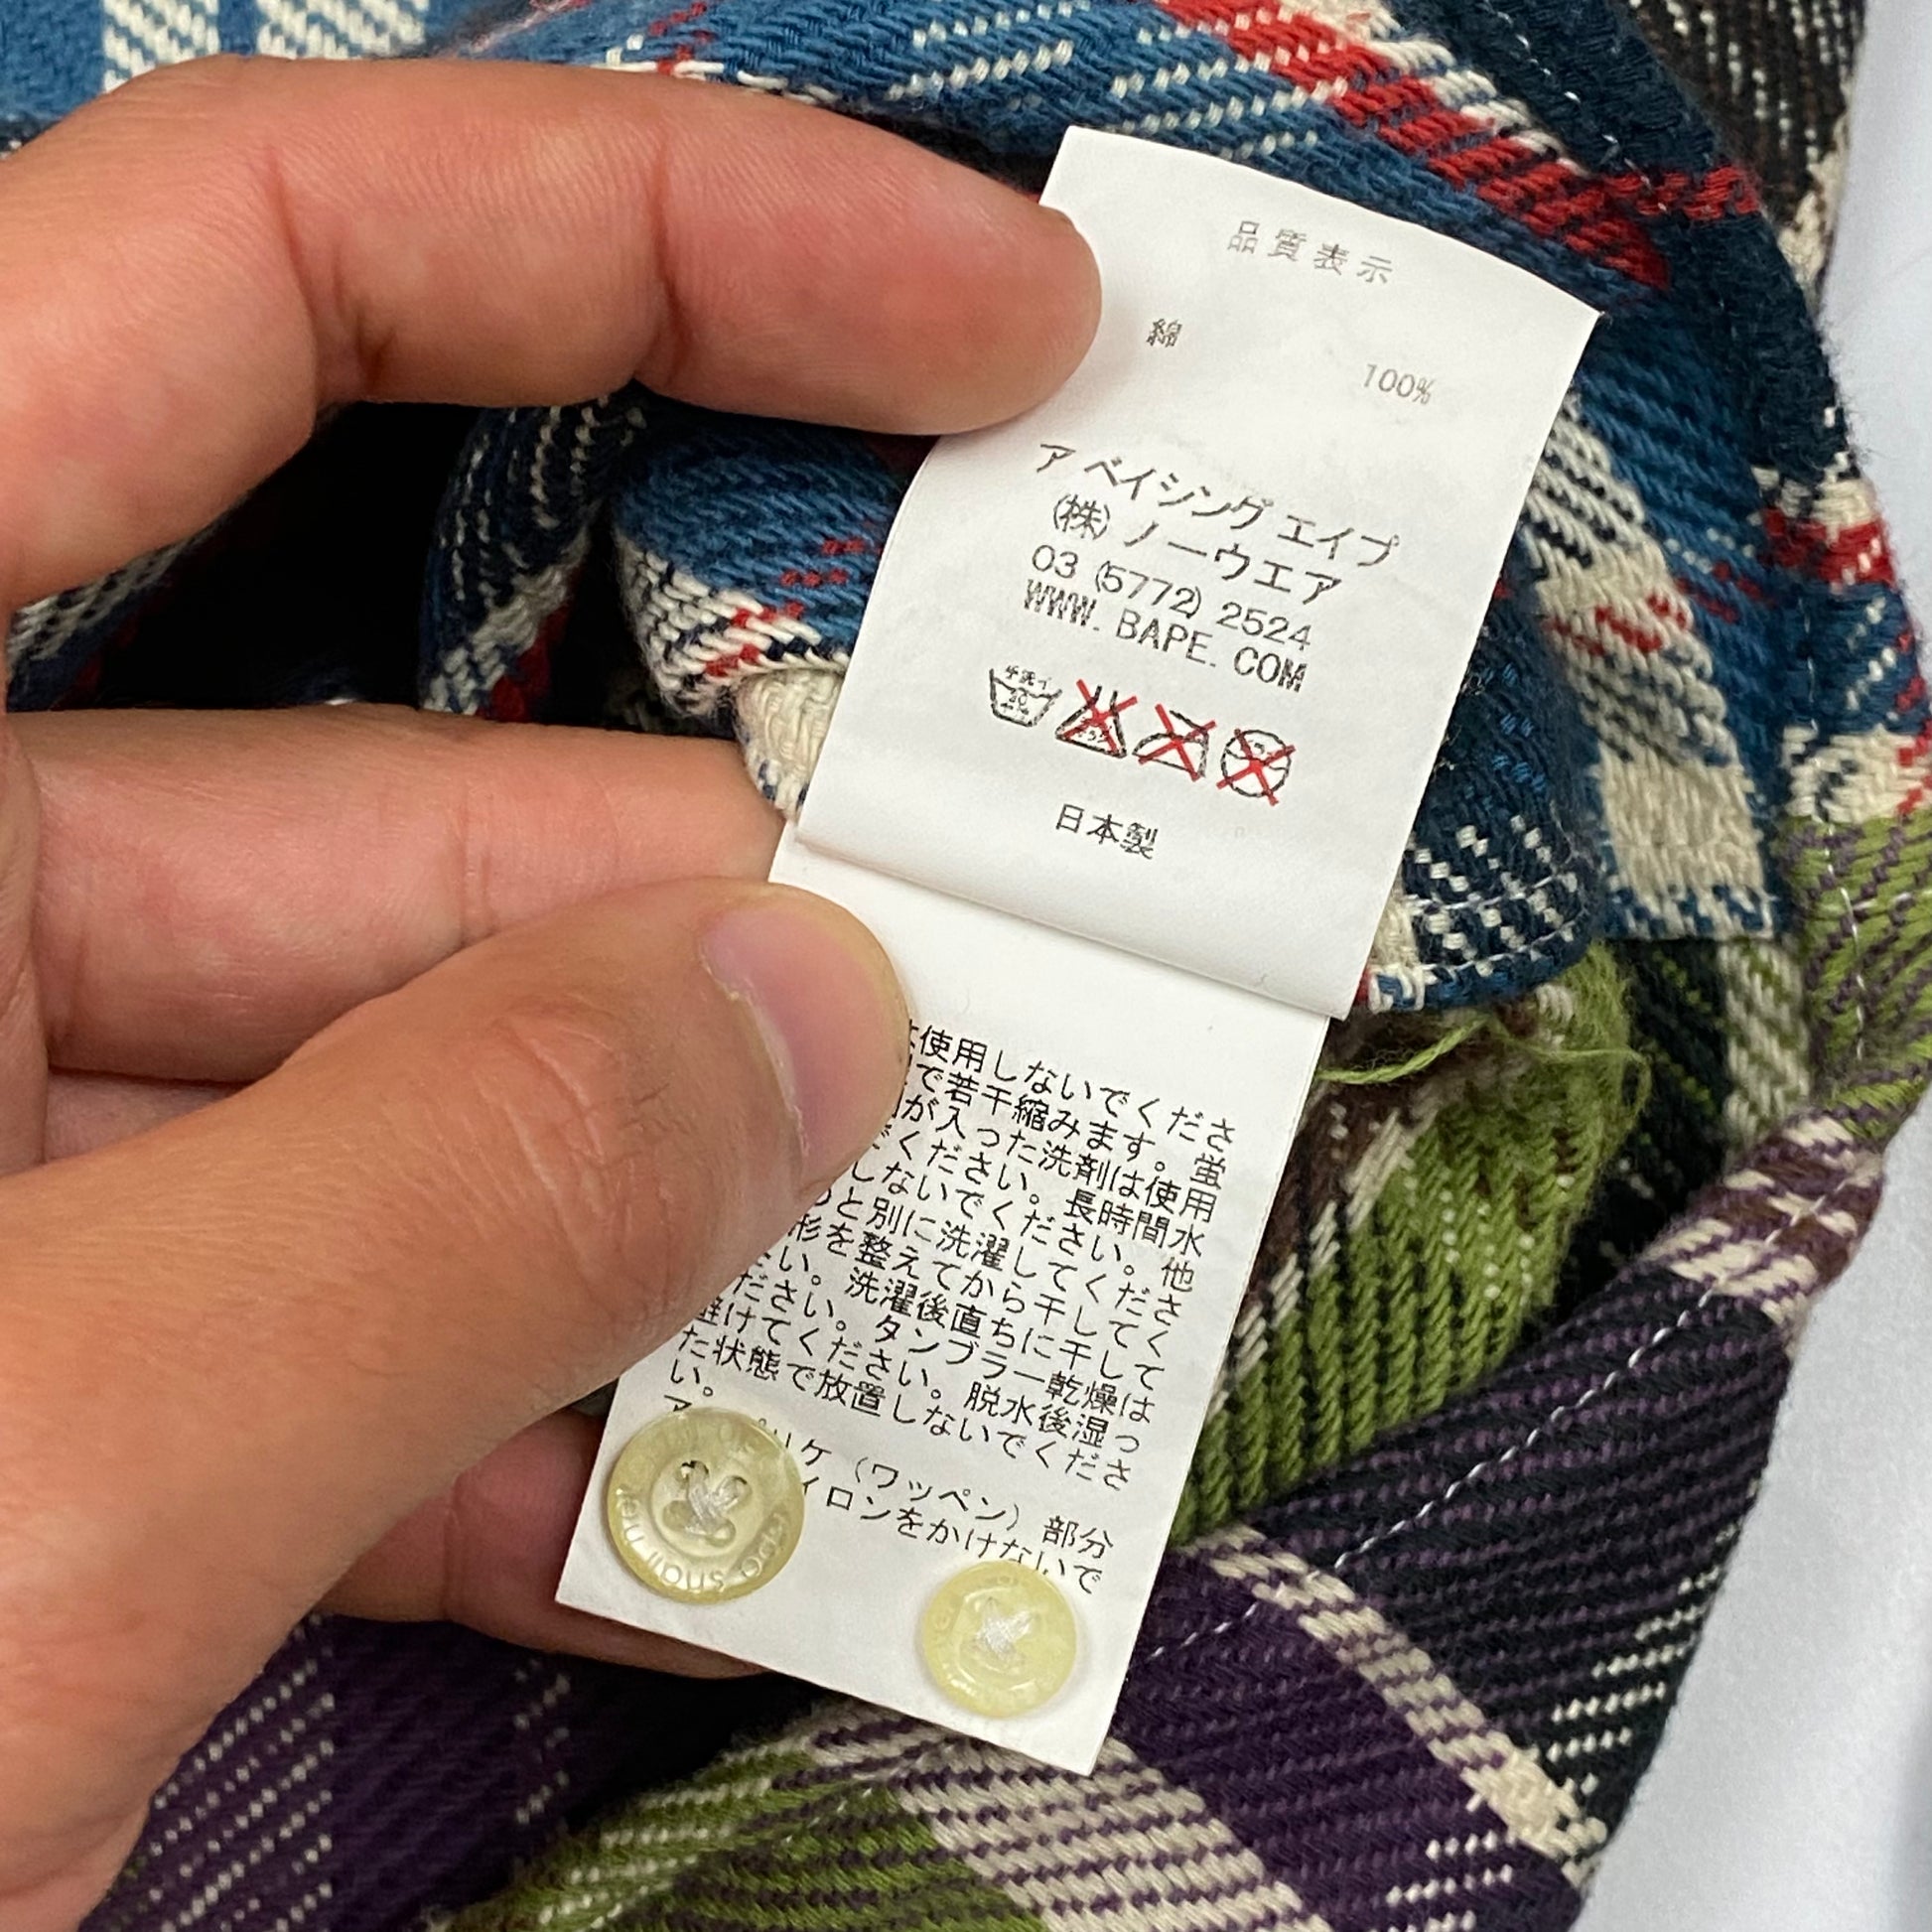 品質表示
綿 100%
ア ベイシング エイプ
(株) ノーウエア
03 (5772) 2524
WWW. BAPE. COM
手洗イ
30
日本製
使用しないでくださ
で若干縮みます。蛍
が入った洗剤は使用
ください。長時間水
しないでください。他
と別に洗濯してくださ
形を整えてから干してく
い。洗濯後直ちに干して
ださい。タンブラー乾燥は
避けてください。脱水後湿っ
た状態で放置しないでくださ
い。
リケ (ワッペン) 部分
イロンをかけないで